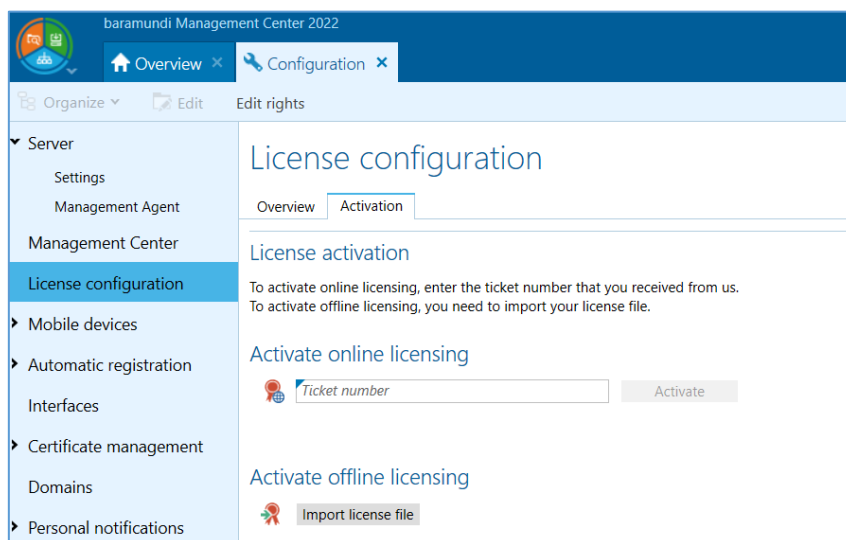 baramundi Management Center 2022
Overview
Configuration
Organize
Edit
Edit rights
Server
Settings
Management Agent
Management Center
License configuration
Mobile devices
Automatic registration
Interfaces
Certificate management
Domains
Personal notifications
License configuration
Overview
Activation
License activation
To activate online licensing, enter the ticket number that you received from us.
To activate offline licensing, you need to import your license file.
Activate online licensing
Ticket number
Activate
Activate offline licensing
Import license file